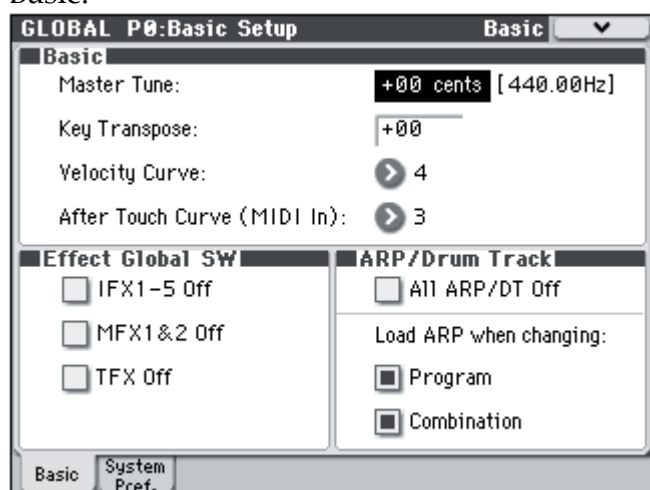 Basic.
GLOBAL P0:Basic Setup Basic
Basic
Master Tune: +00 cents [440.00Hz]
Key Transpose: +00
Velocity Curve: 4
After Touch Curve (MIDI In): 3
Effect Global SW
IFX1-5 Off
MFX1&2 Off
TFX Off
ARP/Drum Track
All ARP/DT Off
Load ARP when changing:
Program
Combination
Basic
System
Pref.